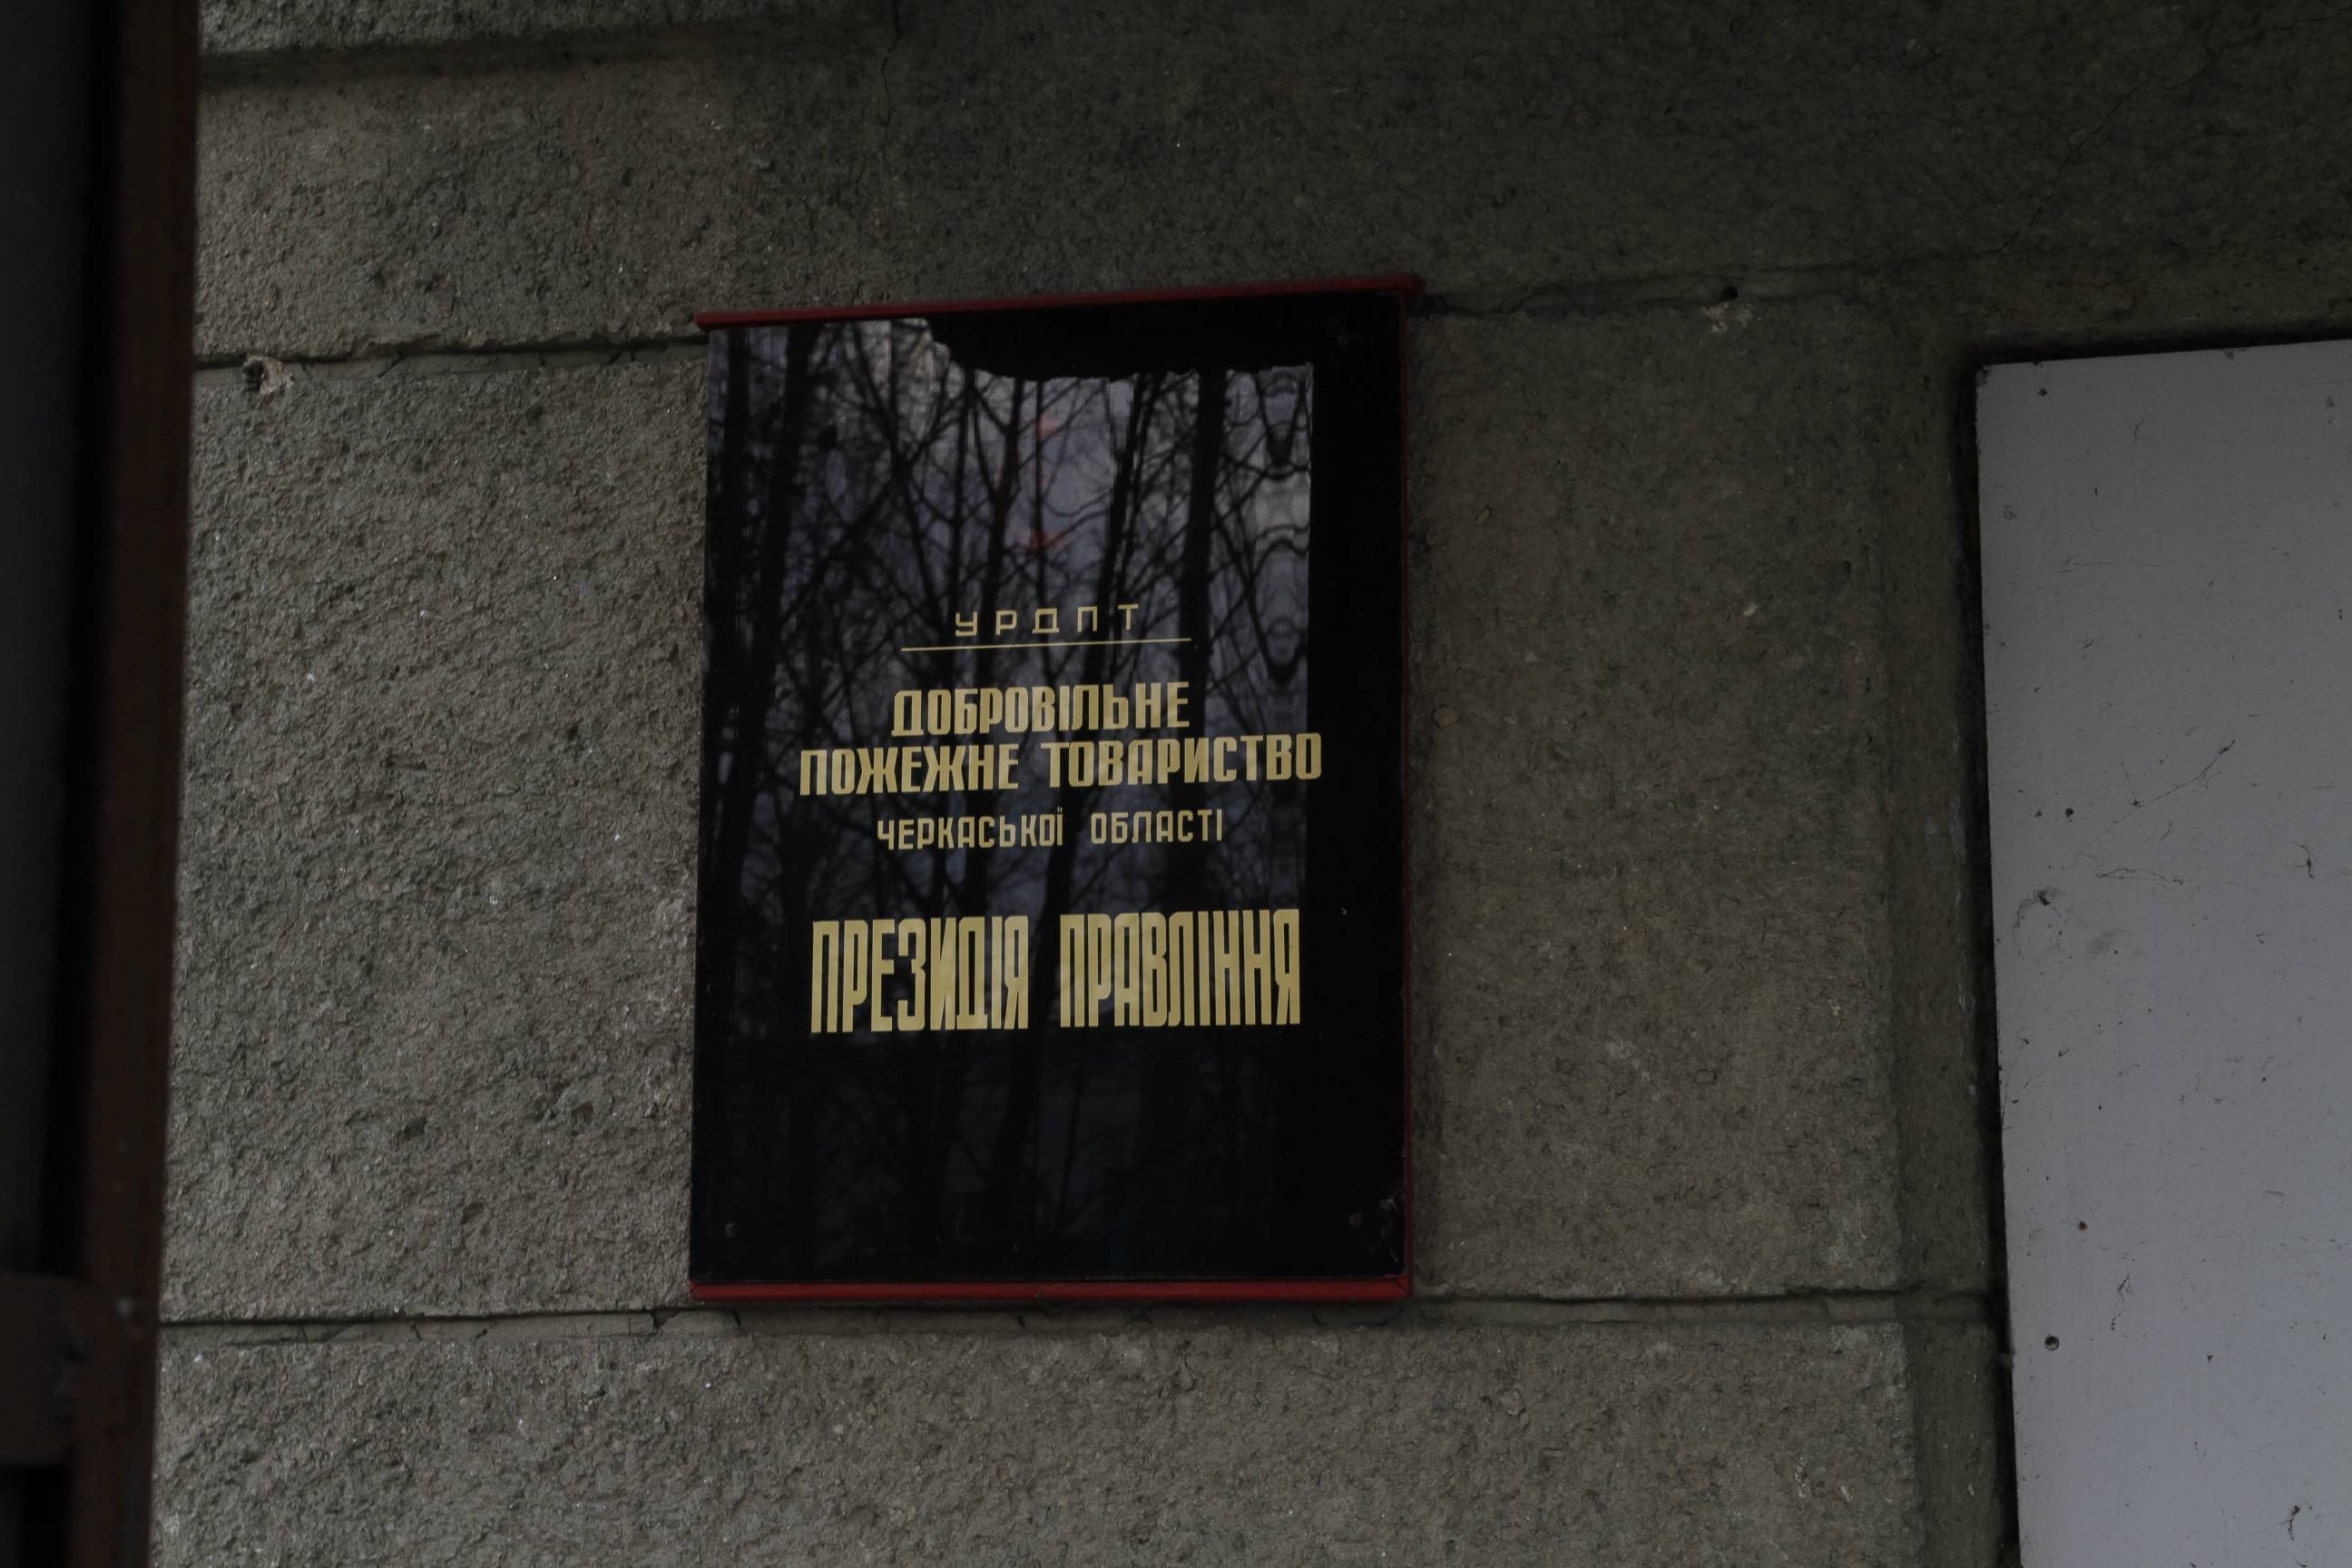 УРДПТ
ДОБРОВІЛЬНЕ
ПОЖЕЖНЕ ТОВАРИСТВО
ЧЕРКАСЬКОЇ ОБЛАСТІ
ПРЕЗИДІЯ ПРАВЛІННЯ